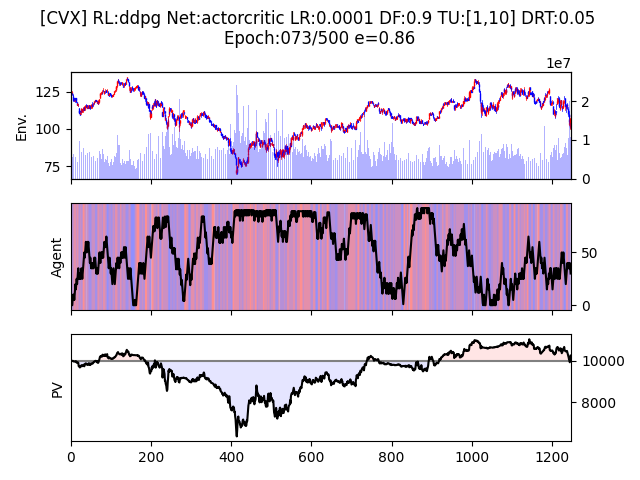 [CVX] RL:ddpg Net:actorcritic LR:0.0001 DF:0.9 TU:[1,10] DRT:0.05
Epoch:073/500 e=0.86
1e7
Env.
125
100
75
2
1
0
Agent
50
0
PV
10000
8000
0
200
400
600
800
1000
1200